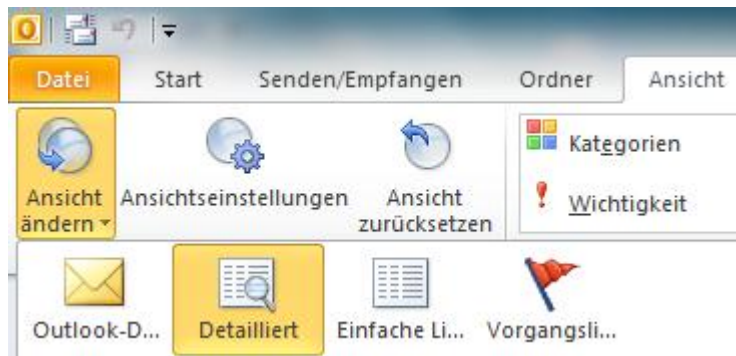 Datei Start Senden/Empfangen Ordner Ansicht
Ansicht ändern
Ansichtseinstellungen
Ansicht zurücksetzen
Kategorien
Wichtigkeit
Outlook-D... Detailliert Einfache Li... Vorgangsli...